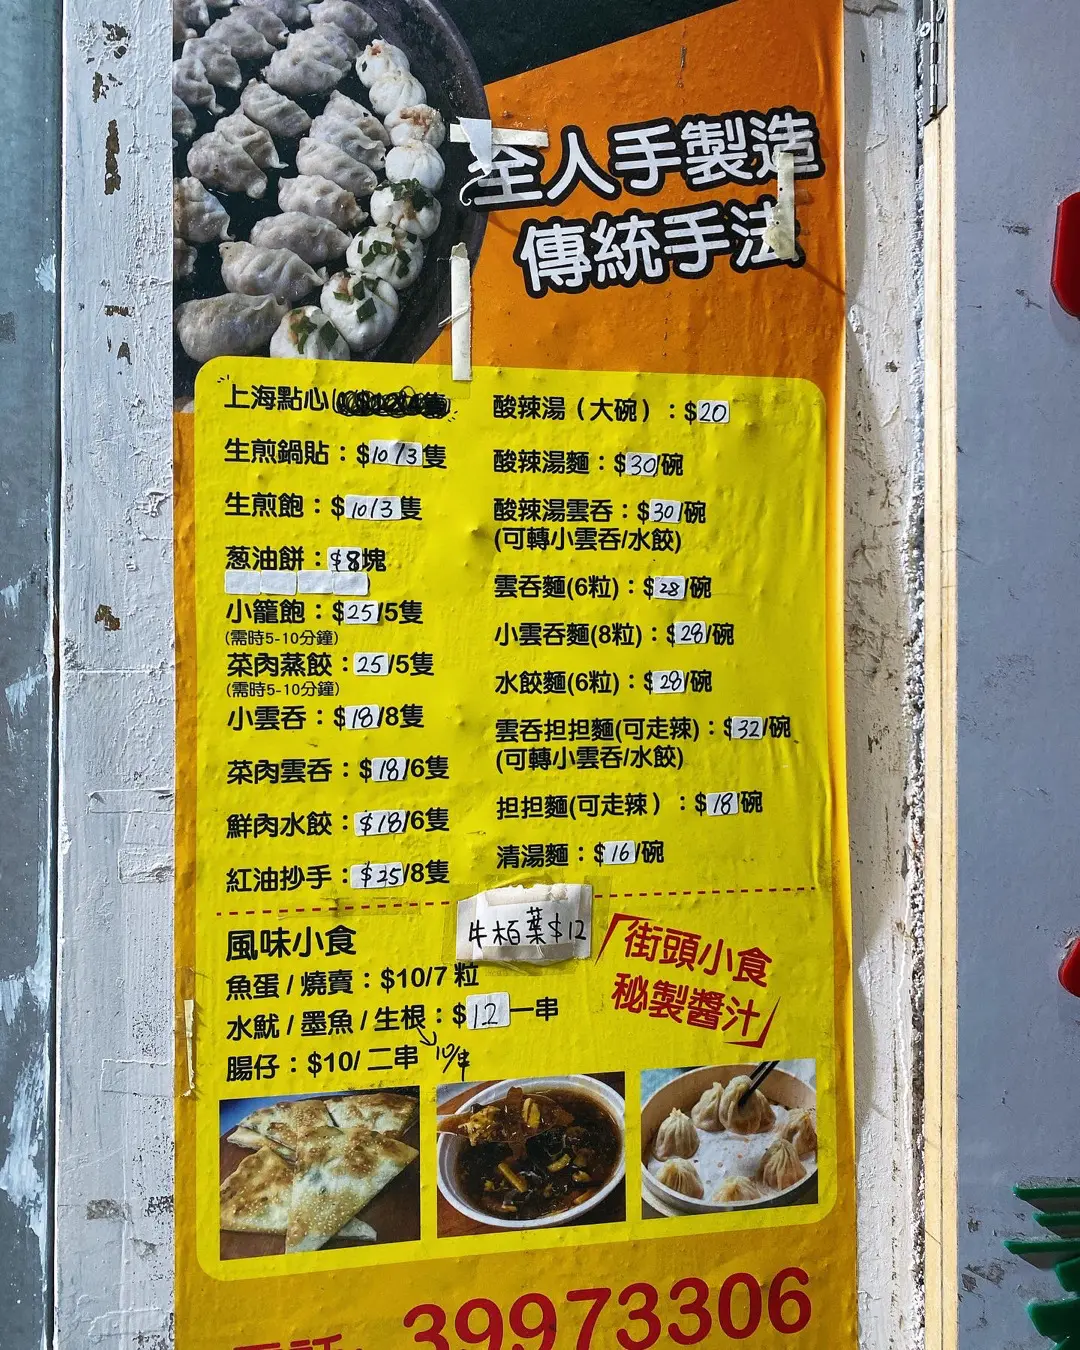 全人手製造
傳統手法
上海點心
生煎鍋貼：$10/3隻
生煎飽：$10/3隻
葱油餅：$8塊
小籠飽：$25/5隻
(需時5-10分鐘)
菜肉蒸餃：25/5隻
(需時5-10分鐘)
小雲吞：$18/8隻
菜肉雲吞：$18/6隻
鮮肉水餃：$18/6隻
紅油抄手：$25/8隻
酸辣湯（大碗）：$20
酸辣湯麵：$30/碗
酸辣湯雲吞：$30/碗
(可轉小雲吞/水餃)
雲吞麵(6粒)：$28/碗
小雲吞麵(8粒)：$28/碗
水餃麵(6粒)：$28/碗
雲吞担担麵(可走辣)：$32/碗
(可轉小雲吞/水餃)
担担麵(可走辣）：$18/碗
清湯麵：$16/碗
牛栢葉$12
風味小食
魚蛋/燒賣：$10/7粒
水魷/墨魚/生根：$12一串
10/串
腸仔：$10/二串
街頭小食
秘製醬汁
39973306